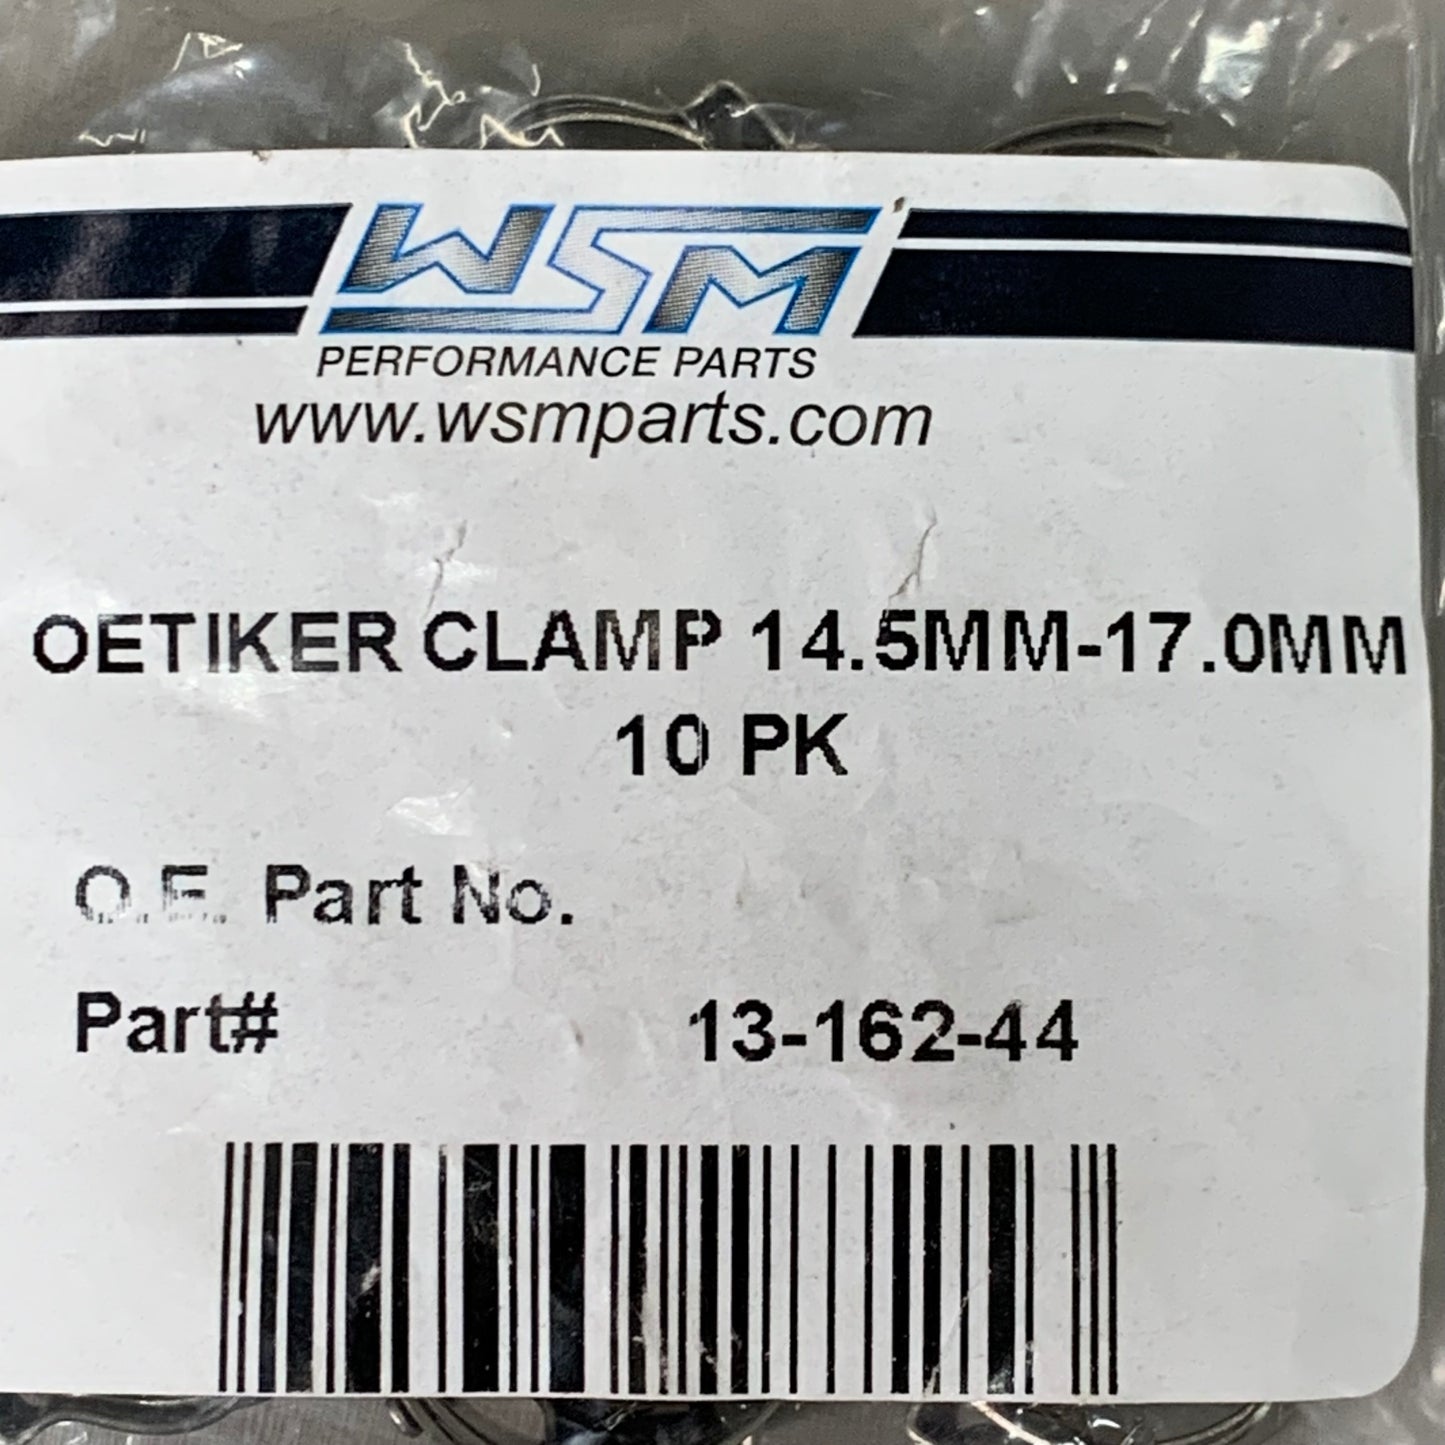 WSM
PERFORMANCE PARTS
www.wsmparts.com
OETIKER CLAMP 14.5MM-17.0MM
10 PK
O.E. Part No.
Part# 13-162-44